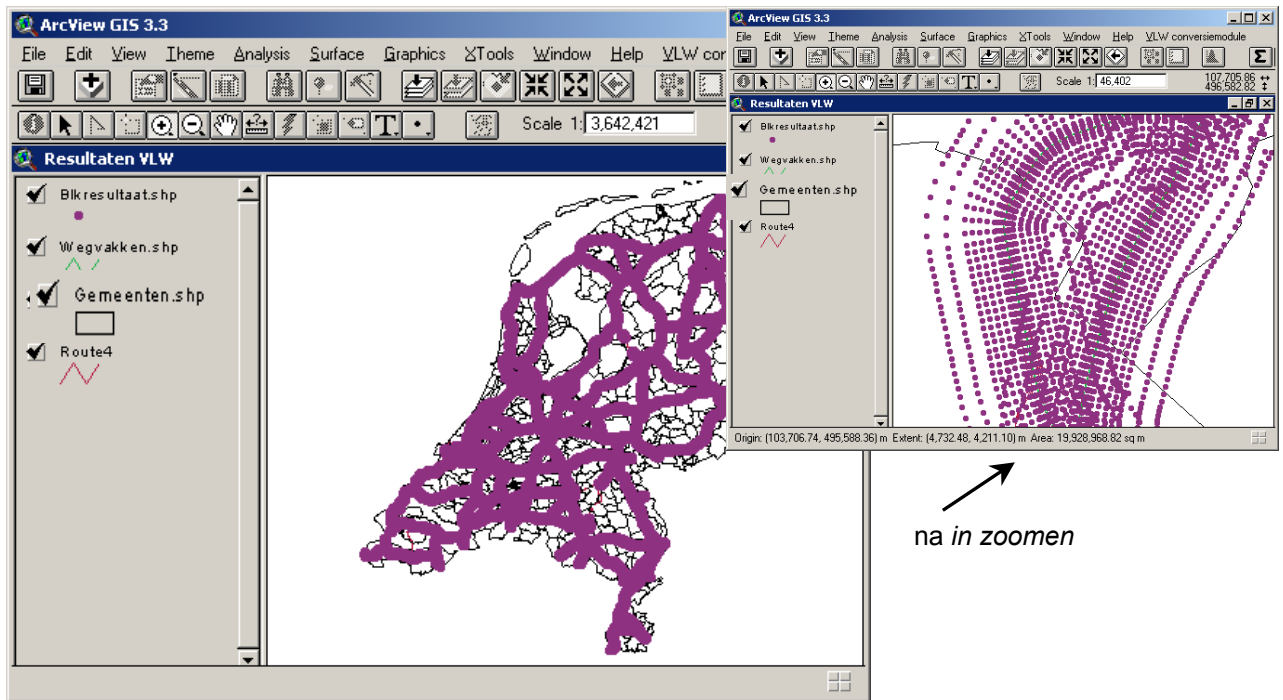 ArcView GIS 3.3
File Edit View Theme Analysis Surface Graphics XTools Window Help VLW cor
Scale 1: 3,642,421
Resultaten VLW
Blkresultaat.shp
Wegvakken.shp
Gemeenten.shp
Route4
ArcView GIS 3.3
File Edit View Theme Analysis Surface Graphics XTools Window Help VLW conversiemodule
Scale 1: 46,402 107,705.86
496,582.82
Resultaten VLW
Blkresultaat.shp
Wegvakken.shp
Gemeenten.shp
Route4
Origin: (103,706.74, 495,588.36) m Extent: (4,732.48, 4,211.10) m Area: 19,928,968.82 sq m
na in zoomen